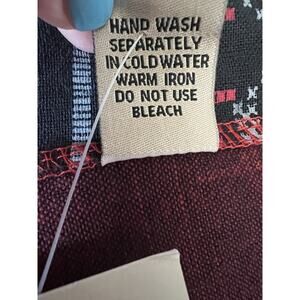 HAND WASH
SEPARATELY
IN COLD WATER
WARM IRON
DO NOT USE
BLEACH